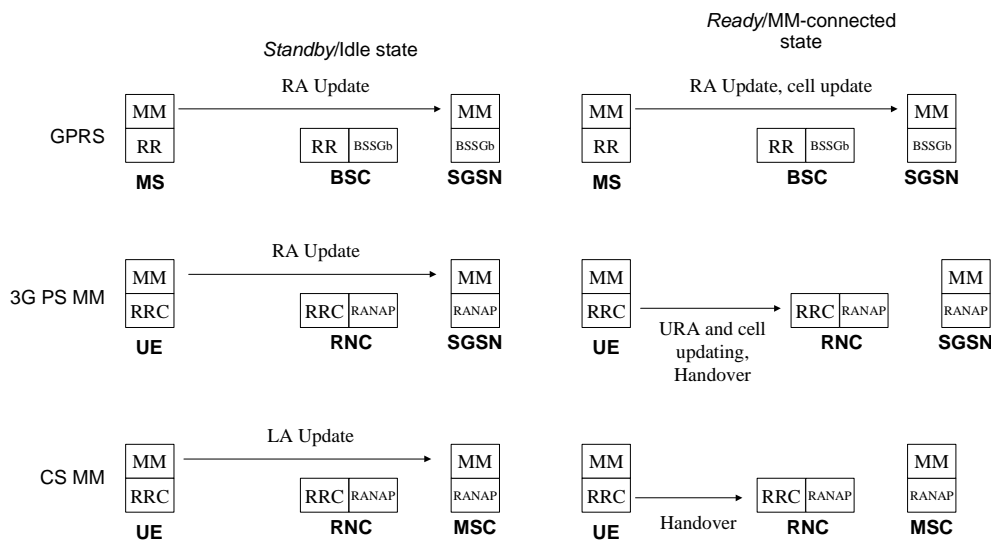 Standby/Idle state
Ready/MM-connected
state
RA Update
RA Update, cell update
GPRS
MM
MM
MM
MM
RR
RR
BSSGb
BSSGb
RR
RR
BSSGb
BSSGb
MS
BSC
SGSN
MS
BSC
SGSN
RA Update
3G PS MM
MM
MM
MM
MM
RRC
RRC
RANAP
RANAP
RRC
RRC
RANAP
RANAP
UE
RNC
SGSN
UE
URA and cell
updating,
Handover
RNC
SGSN
LA Update
CS MM
MM
MM
MM
MM
RRC
RRC
RANAP
RANAP
RRC
RRC
RANAP
RANAP
UE
RNC
MSC
UE
Handover
RNC
MSC